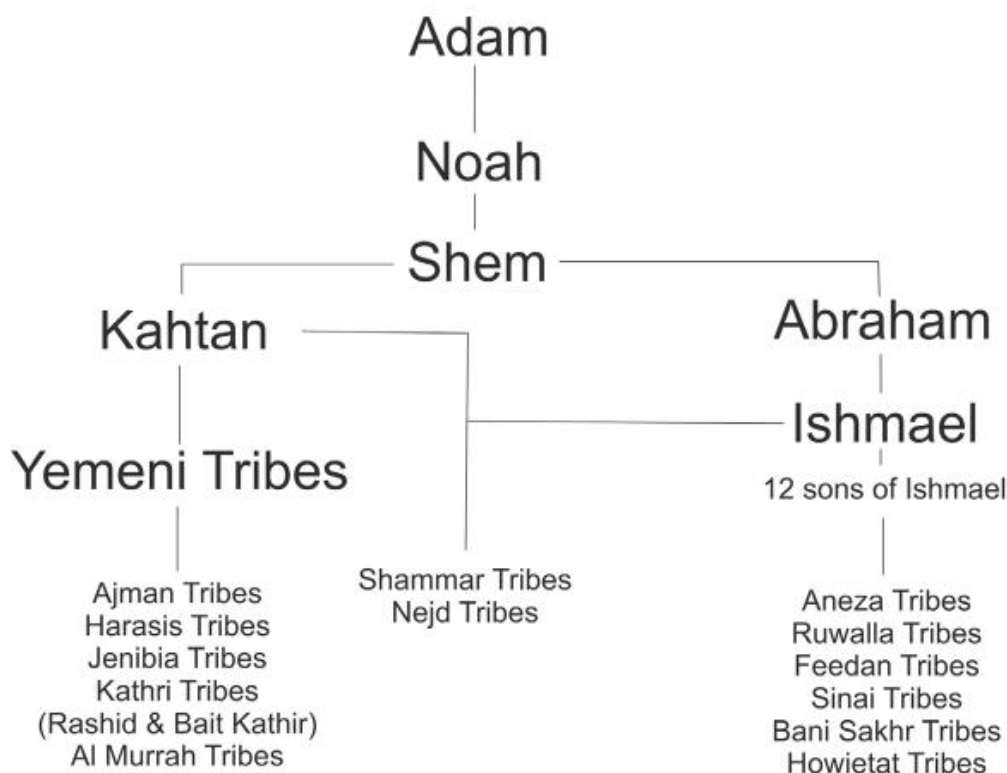 Adam
Noah
Shem
Kahtan
Abraham
Ishmael
Yemeni Tribes
12 sons of Ishmael
Ajman Tribes
Harasis Tribes
Jenibia Tribes
Kathri Tribes
(Rashid & Bait Kathir)
Al Murrah Tribes
Shammar Tribes
Nejd Tribes
Aneza Tribes
Ruwalla Tribes
Feedan Tribes
Sinai Tribes
Bani Sakhr Tribes
Howietat Tribes